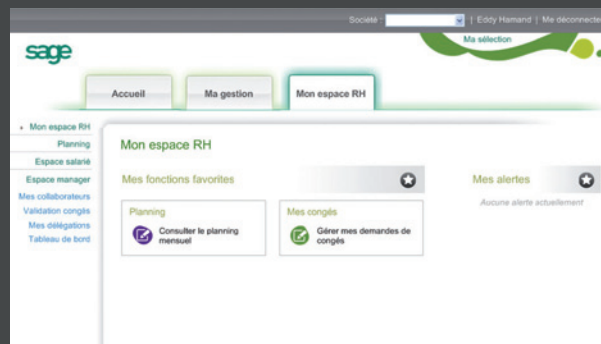 Société : | Eddy Hamand | Me déconnecter
Ma sélection
sage
Accueil Ma gestion Mon espace RH
Mon espace RH
Planning
Espace salarié
Espace manager
Mes collaborateurs
Validation congés
Mes délégations
Tableau de bord
Mon espace RH
Mes fonctions favorites
Planning
Consulter le planning
mensuel
Mes congés
Gérer mes demandes de
congés
Mes alertes
Aucune alerte actuellement